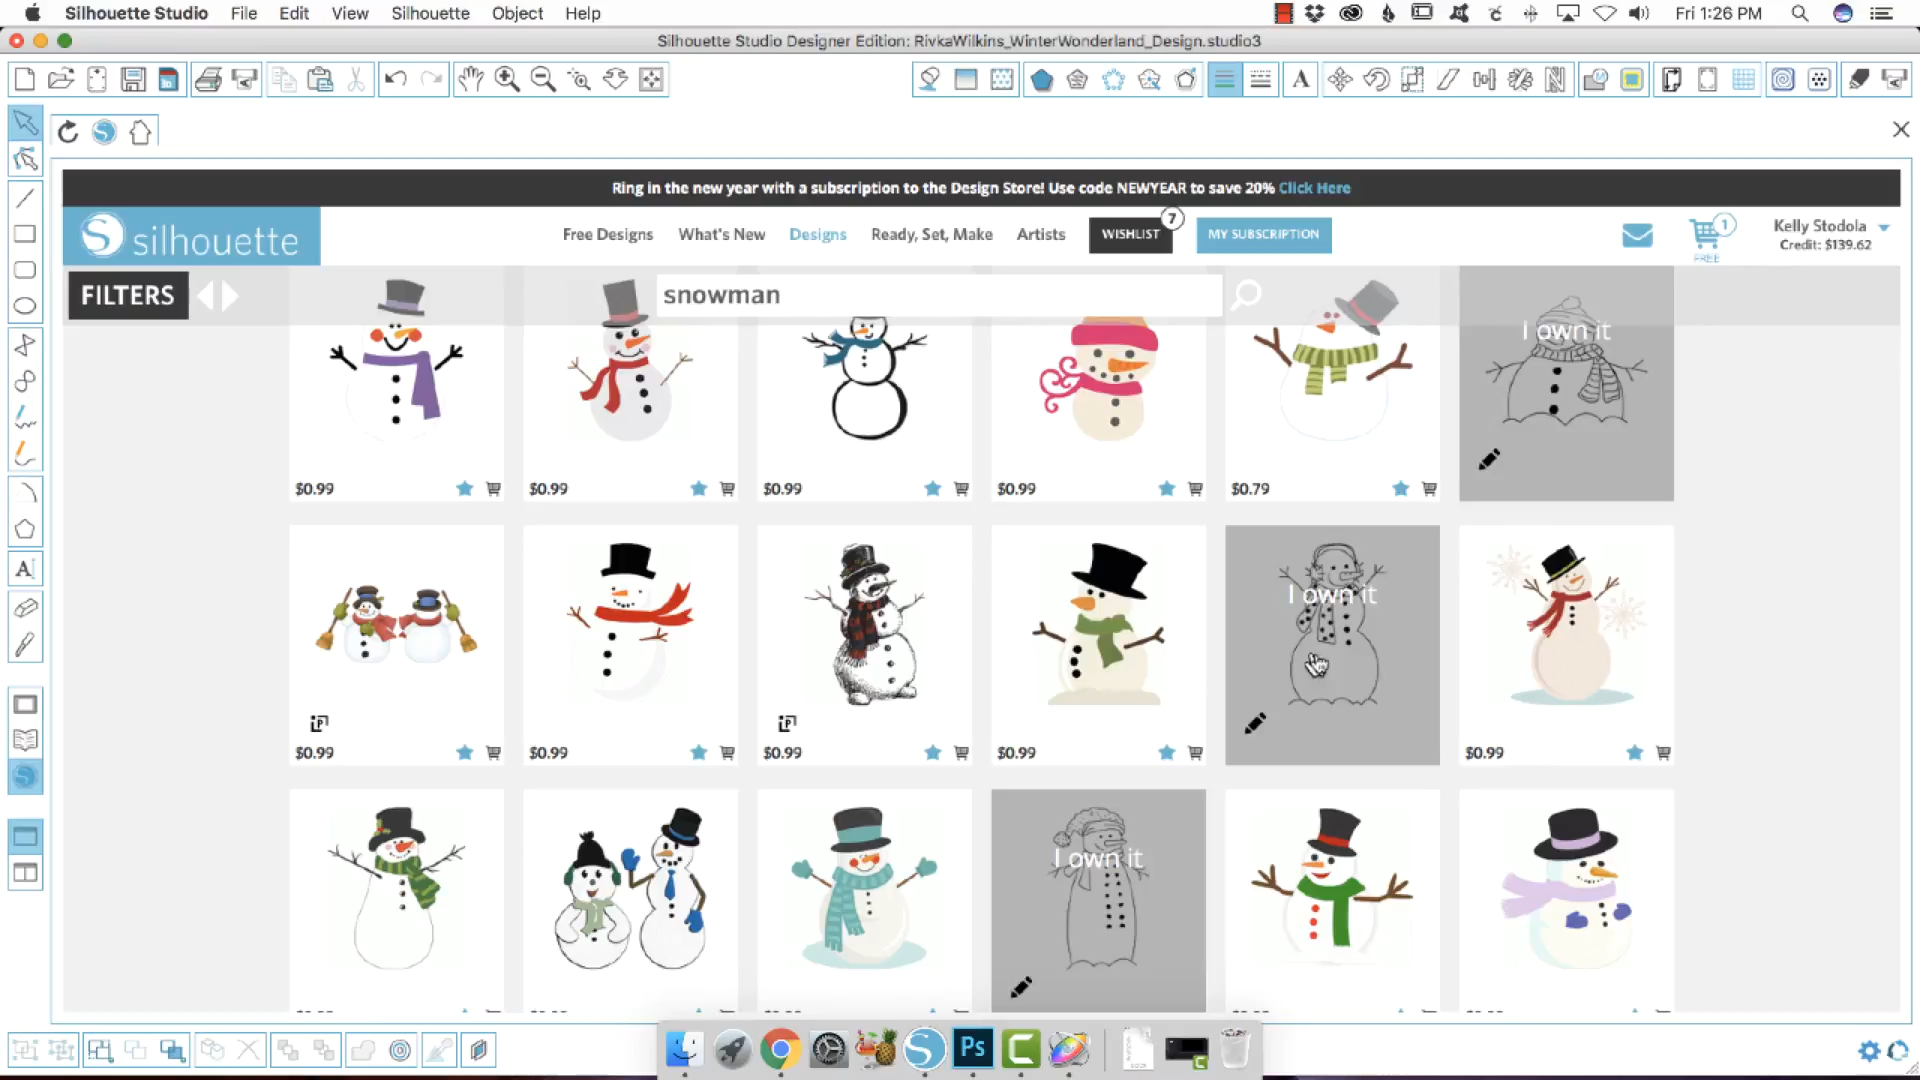 Silhouette Studio File Edit View Silhouette Object Help Fri 1:26 PM
Silhouette Studio Designer Edition: RivkaWilkins_WinterWonderland_Design.studio3
Ring in the new year with a subscription to the Design Store! Use code NEWYEAR to save 20% Click Here
silhouette Free Designs What's New Designs Ready, Set, Make Artists WISHLIST 7 MY SUBSCRIPTION 1 FREE Kelly Stodola
Credit: $139.62
FILTERS snowman
I own it
$0.99 $0.99 $0.99 $0.99 $0.79
I own it
$0.99 $0.99 $0.99 $0.99 $0.99
I own it
Ps